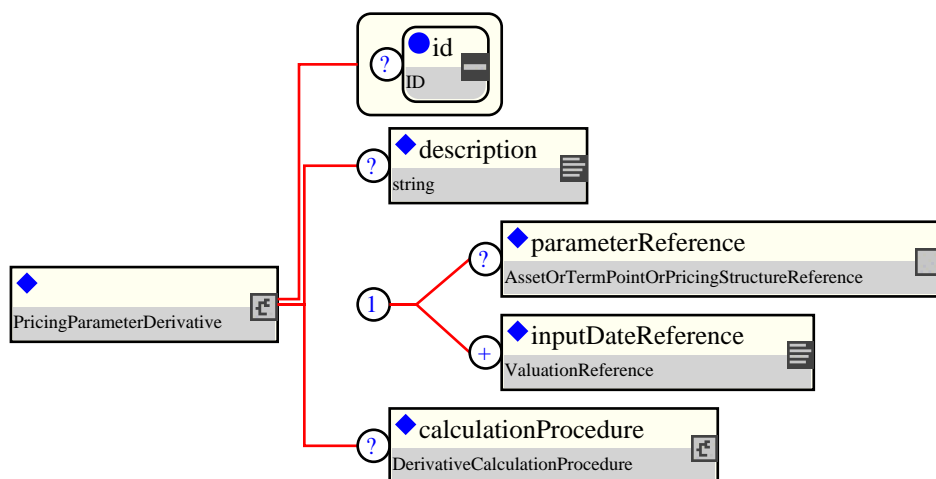 ? id
ID
? description
string
? parameterReference
AssetOrTermPointOrPricingStructureReference
PricingParameterDerivative
1
+ inputDateReference
ValuationReference
? calculationProcedure
DerivativeCalculationProcedure